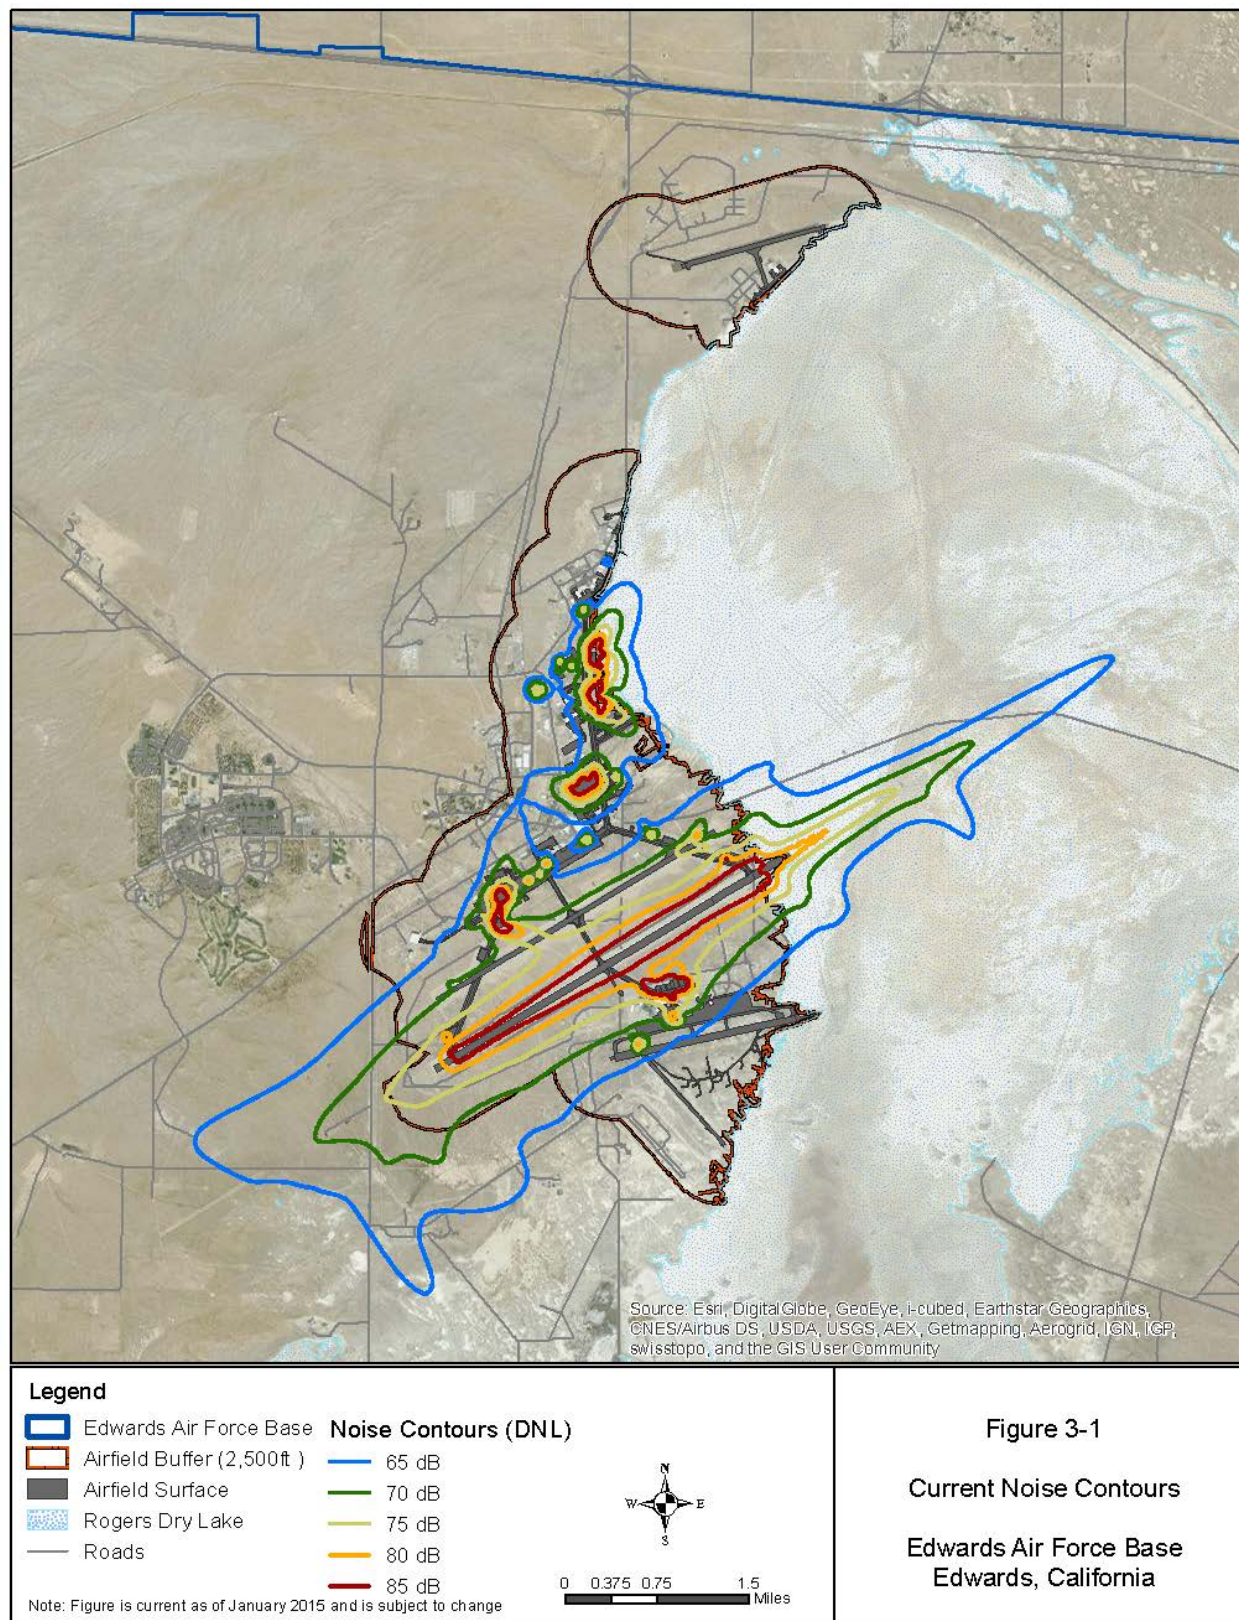 Source: Esri, DigitalGlobe, GeoEye, i-cubed, Earthstar Geographics,
CNES/Airbus DS, USDA, USGS, AEX, Getmapping, Aerogrid, IGN, IGP,
swisstopo, and the GIS User Community
Legend
Edwards Air Force Base
Airfield Buffer (2,500ft )
Airfield Surface
Rogers Dry Lake
Roads
Note: Figure is current as of January 2015 and is subject to change
Noise Contours (DNL)
65 dB
70 dB
75 dB
80 dB
85 dB
N
W E
S
0 0.375 0.75 1.5
Miles
Figure 3-1
Current Noise Contours
Edwards Air Force Base
Edwards, California